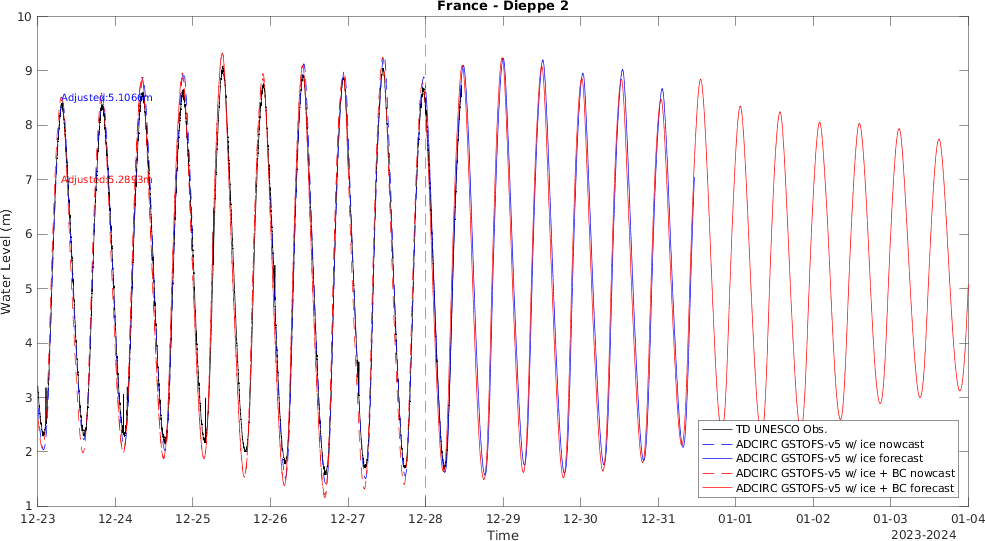 France - Dieppe 2
10
9
8
7
6
5
4
3
2
1
Water Level (m)
Adjusted:5.1066m
Adjusted:5.2893m
TD UNESCO Obs.
ADCIRC GSTOFS-v5 w/ ice nowcast
ADCIRC GSTOFS-v5 w/ ice forecast
ADCIRC GSTOFS-v5 w/ ice + BC nowcast
ADCIRC GSTOFS-v5 w/ ice + BC forecast
12-23 12-24 12-25 12-26 12-27 12-28 12-29 12-30 12-31 01-01 01-02 01-03 01-04
Time
2023-2024